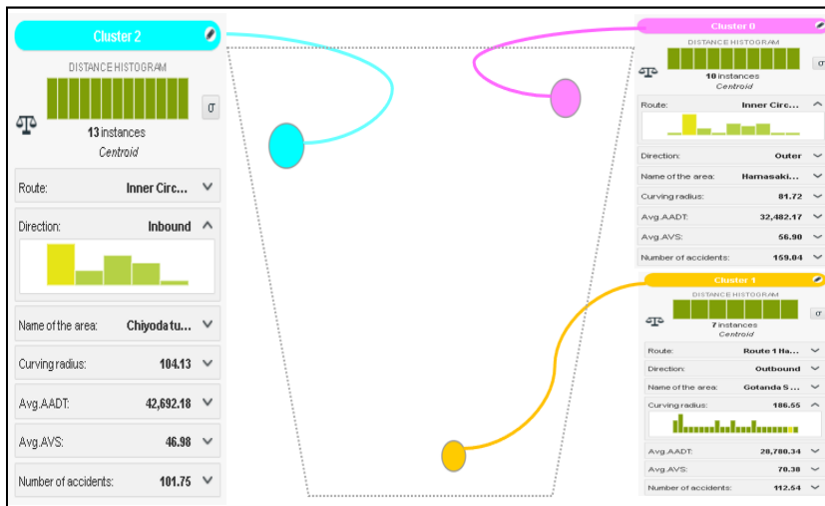 Cluster 2
DISTANCE HISTOGRAM
σ
13 instances
Centroid
Route: Inner Circ...
Direction: Inbound
Name of the area: Chiyoda tu...
Curving radius: 104.13
Avg.AADT: 42,692.18
Avg.AVS: 46.98
Number of accidents: 101.75
Cluster 0
DISTANCE HISTOGRAM
σ
10 instances
Centroid
Route: Inner Circ...
Direction: Outer
Name of the area: Hamasaki...
Curving radius: 81.72
Avg.AADT: 32,482.17
Avg.AVS: 56.90
Number of accidents: 159.04
Cluster 1
DISTANCE HISTOGRAM
σ
7 instances
Centroid
Route: Route 1 Ha...
Direction: Outbound
Name of the area: Gotanda S...
Curving radius: 186.55
Avg.AADT: 28,780.34
Avg.AVS: 70.38
Number of accidents: 112.54